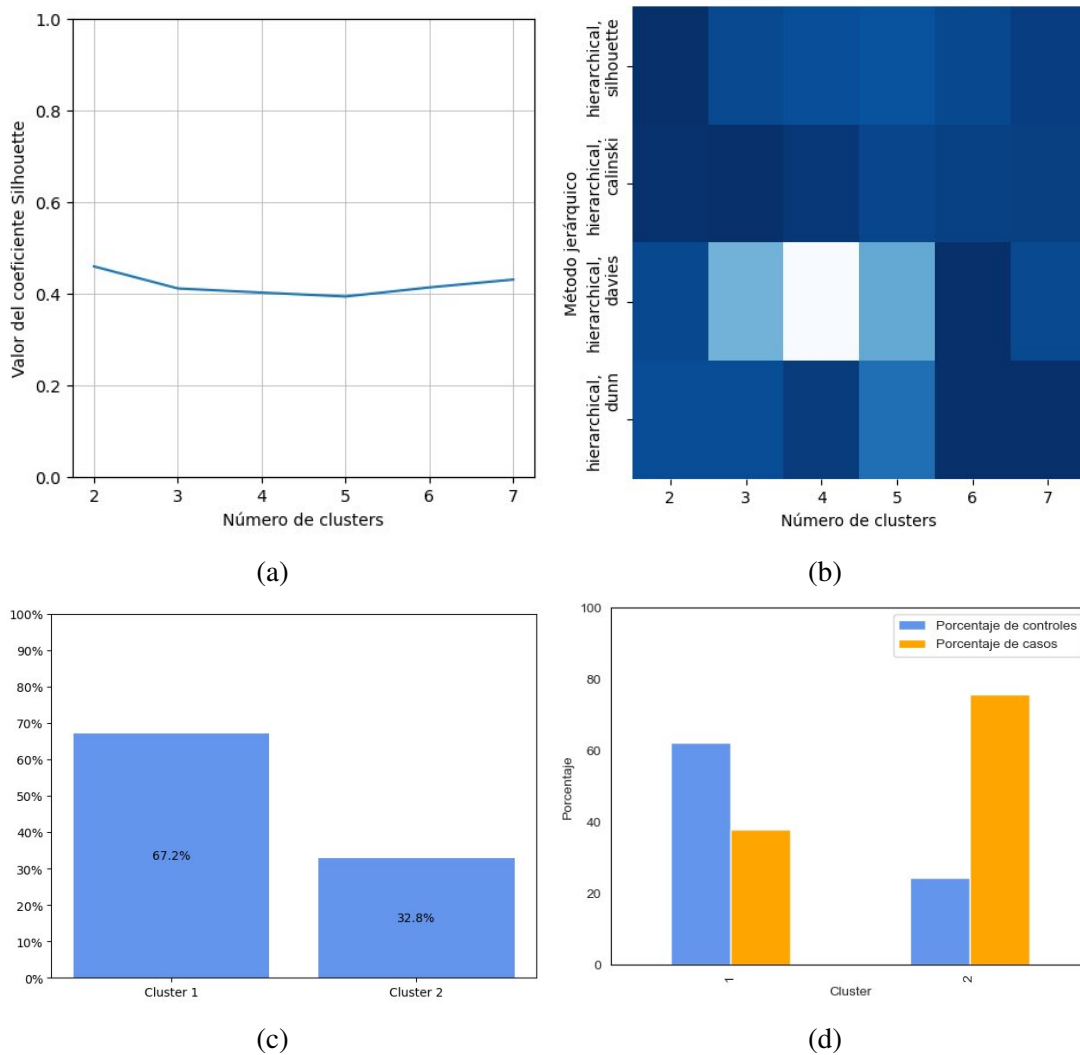 1.0
0.8
0.6
0.4
0.2
0.0
Valor del coeficiente Silhouette
2 3 4 5 6 7
Número de clusters
(a)
Método jerárquico
hierarchical,
silhouette
hierarchical,
calinski
hierarchical,
davies
hierarchical,
dunn
2 3 4 5 6 7
Número de clusters
(b)
100%
90%
80%
70%
60%
50%
40%
30%
20%
10%
0%
67.2%
32.8%
Cluster 1 Cluster 2
(c)
100
80
60
40
20
0
Porcentaje
Porcentaje de controles
Porcentaje de casos
1 2
Cluster
(d)